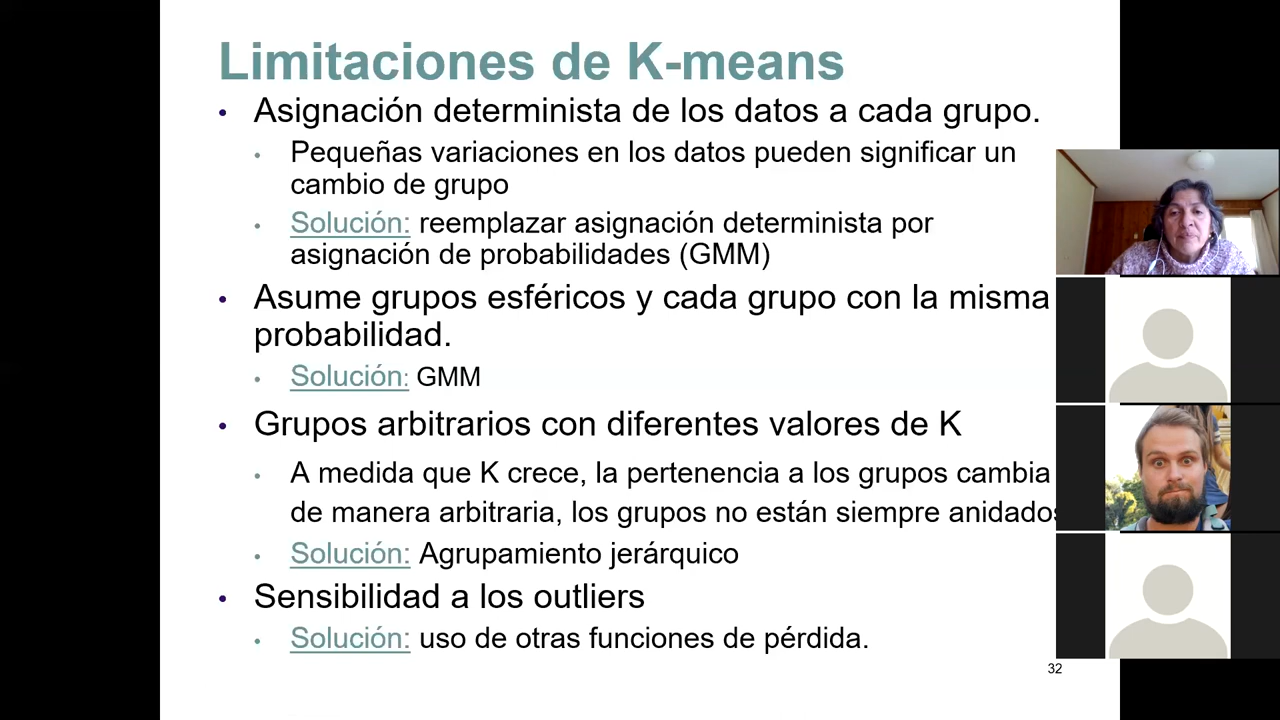 Limitaciones de K-means
• Asignación determinista de los datos a cada grupo.
• Pequeñas variaciones en los datos pueden significar un
cambio de grupo
• Solución: reemplazar asignación determinista por
asignación de probabilidades (GMM)
• Asume grupos esféricos y cada grupo con la misma
probabilidad.
• Solución: GMM
• Grupos arbitrarios con diferentes valores de K
• A medida que K crece, la pertenencia a los grupos cambia
de manera arbitraria, los grupos no están siempre anidados
• Solución: Agrupamiento jerárquico
• Sensibilidad a los outliers
• Solución: uso de otras funciones de pérdida.
32